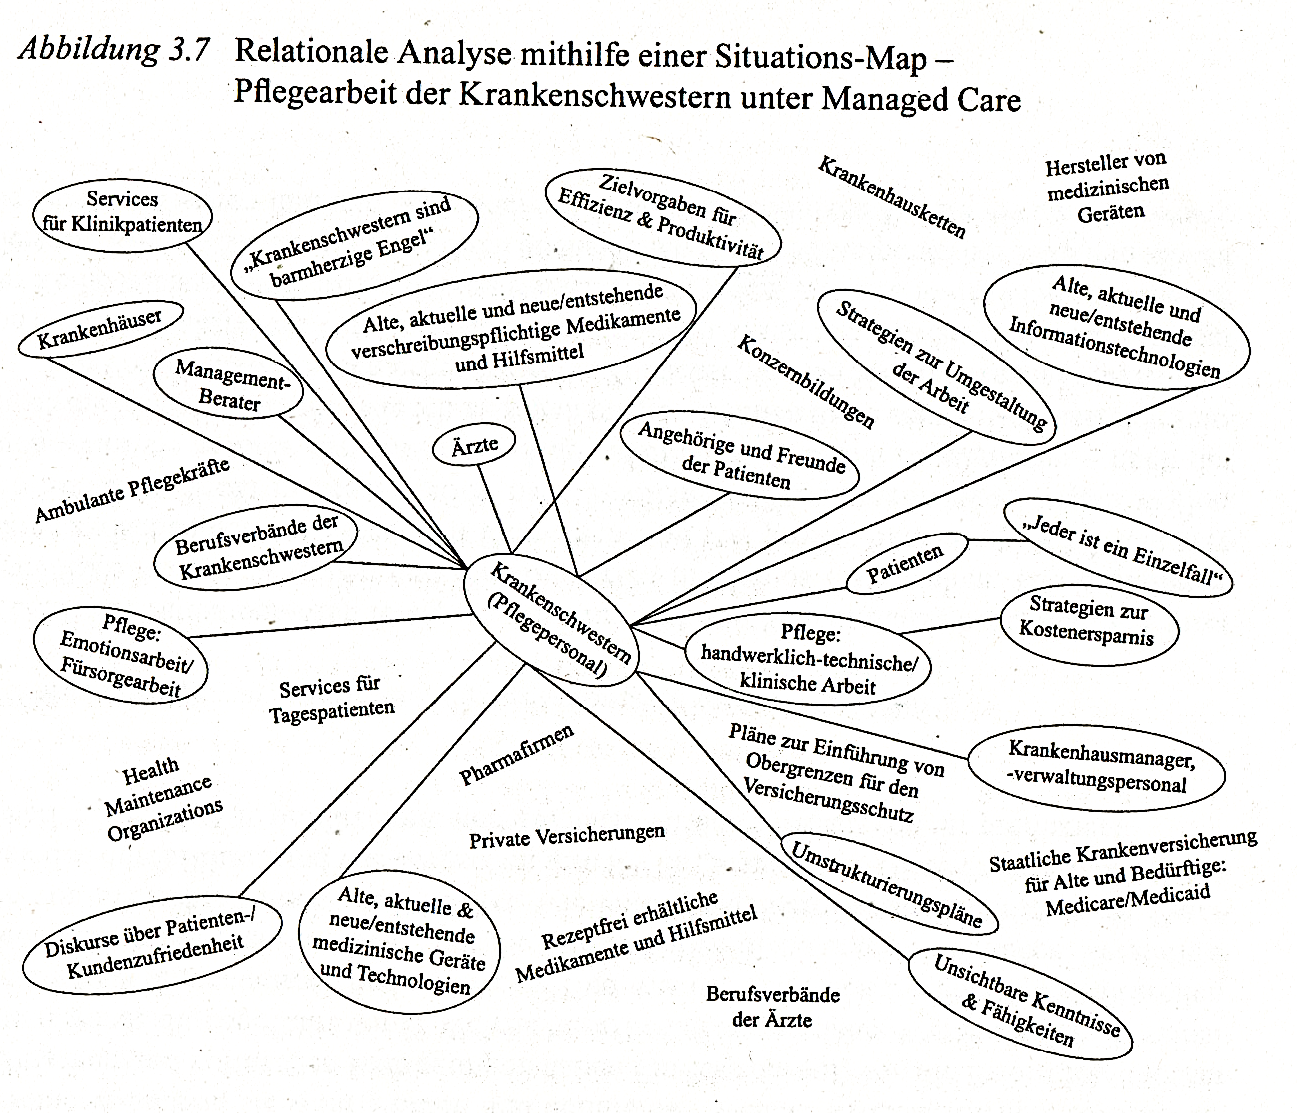 Abbildung 3.7 Relationale Analyse mithilfe einer Situations-Map –
Pflegearbeit der Krankenschwestern unter Managed Care
Services
für Klinikpatienten
„Krankenschwestern sind
barmherzige Engel“
Zielvorgaben für
Effizienz & Produktivität
Krankenhausketten
Hersteller von
medizinischen
Geräten
Krankenhäuser
Management-
Berater
Alte, aktuelle und neue/entstehende
verschreibungspflichtige Medikamente
und Hilfsmittel
Konzernbildungen
Strategien zur Umgestaltung
der Arbeit
Alte, aktuelle und
neue/entstehende
Informationstechnologien
Ärzte
Angehörige und Freunde
der Patienten
Ambulante Pflegekräfte
Berufsverbände der
Krankenschwestern
Krankenschwestern
(Pflegepersonal)
Patienten
„Jeder ist ein Einzelfall“
Pflege:
Emotionsarbeit/
Fürsorgearbeit
Pflege:
handwerklich-technische/
klinische Arbeit
Strategien zur
Kostenersparnis
Services für
Tagespatienten
Pharmafirmen
Pläne zur Einführung von
Obergrenzen für den
Versicherungsschutz
Krankenhausmanager,
-verwaltungspersonal
Health
Maintenance
Organizations
Private Versicherungen
Umstrukturierungspläne
Staatliche Krankenversicherung
für Alte und Bedürftige:
Medicare/Medicaid
Diskurse über Patienten-/
Kundenzufriedenheit
Alte, aktuelle &
neue/entstehende
medizinische Geräte
und Technologien
Rezeptfrei erhältliche
Medikamente und Hilfsmittel
Berufsverbände
der Ärzte
Unsichtbare Kenntnisse
& Fähigkeiten